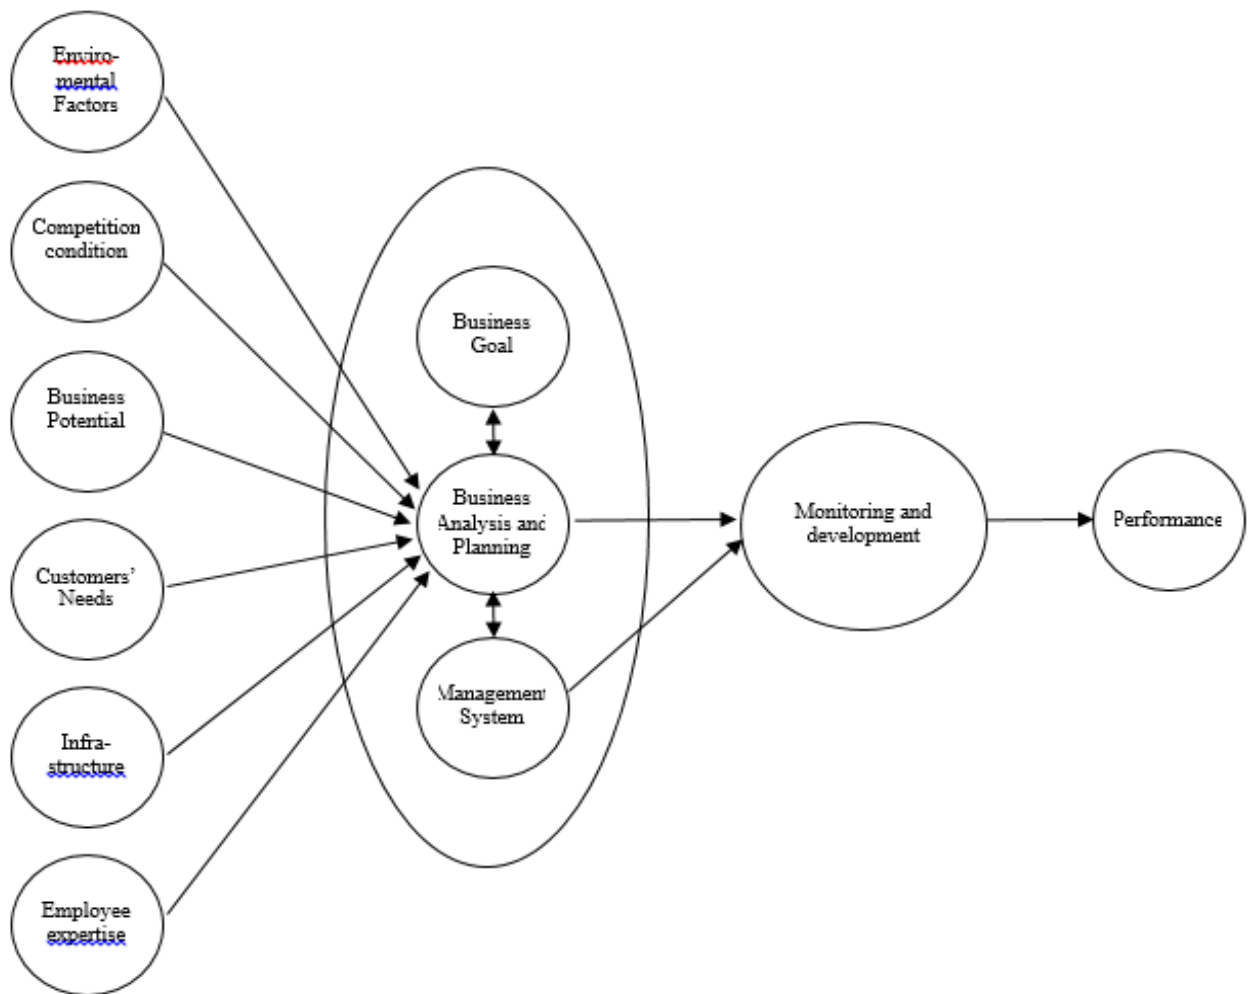 Enviro-
mental
Factors
Competition
condition
Business
Potential
Customers’
Needs
Infra-
structure
Employee
expertise
Business
Goal
Business
Analysis and
Planning
Management
System
Monitoring and
development
Performance